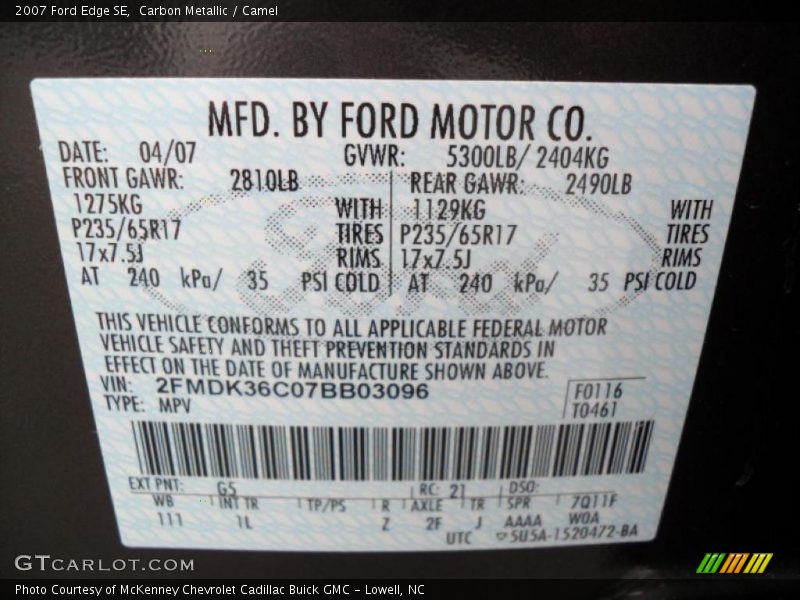 2007 Ford Edge SE, Carbon Metallic / Camel
MFD. BY FORD MOTOR CO.
DATE: 04/07 GVWR: 5300LB/ 2404KG
FRONT GAWR: 2810LB REAR GAWR: 2490LB
1275KG WITH 1129KG WITH
P235/65R17 TIRES P235/65R17 TIRES
17x7.5J RIMS 17x7.5J RIMS
AT 240 kPa/ 35 PSI COLD AT 240 kPa/ 35 PSI COLD
THIS VEHICLE CONFORMS TO ALL APPLICABLE FEDERAL MOTOR
VEHICLE SAFETY AND THEFT PREVENTION STANDARDS IN
EFFECT ON THE DATE OF MANUFACTURE SHOWN ABOVE.
VIN: 2FMDK36C07BB03096 F0116
TYPE: MPV T0461
EXT PNT: G5 RC: 21 DSO:
WB INT TR TP/PS R AXLE TR SPR 7Q11F
111 1L Z 2F J AAAA W0A
UTC 5U5A-1520472-BA
GTCARLOT.COM
Photo Courtesy of McKenney Chevrolet Cadillac Buick GMC - Lowell, NC